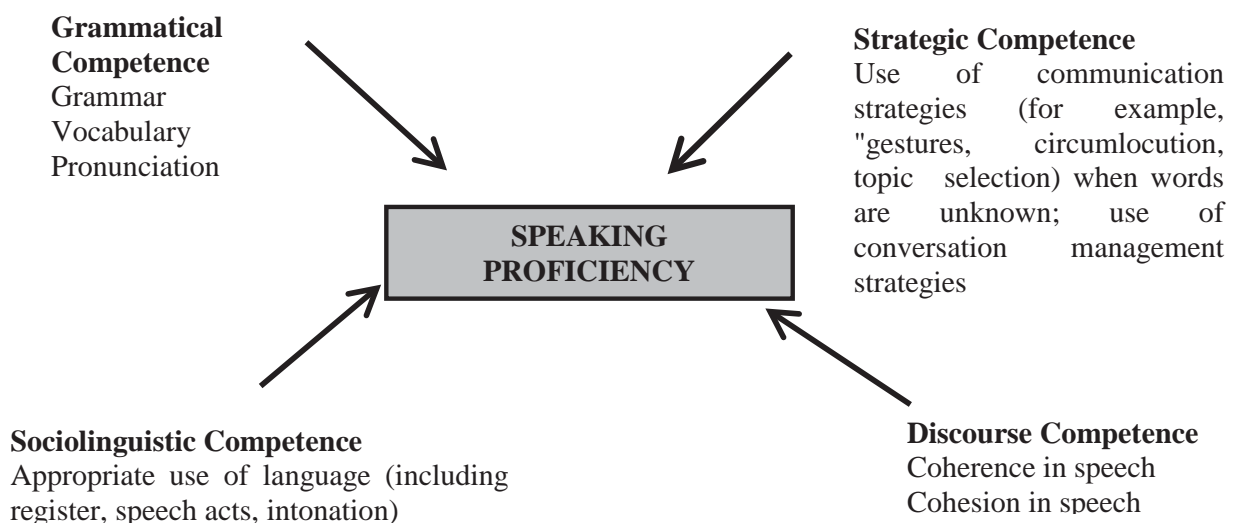 Grammatical
Competence
Grammar
Vocabulary
Pronunciation
Strategic Competence
Use of communication
strategies (for example,
"gestures, circumlocution,
topic selection) when words
are unknown; use of
conversation management
strategies
SPEAKING
PROFICIENCY
Sociolinguistic Competence
Appropriate use of language (including
register, speech acts, intonation)
Discourse Competence
Coherence in speech
Cohesion in speech